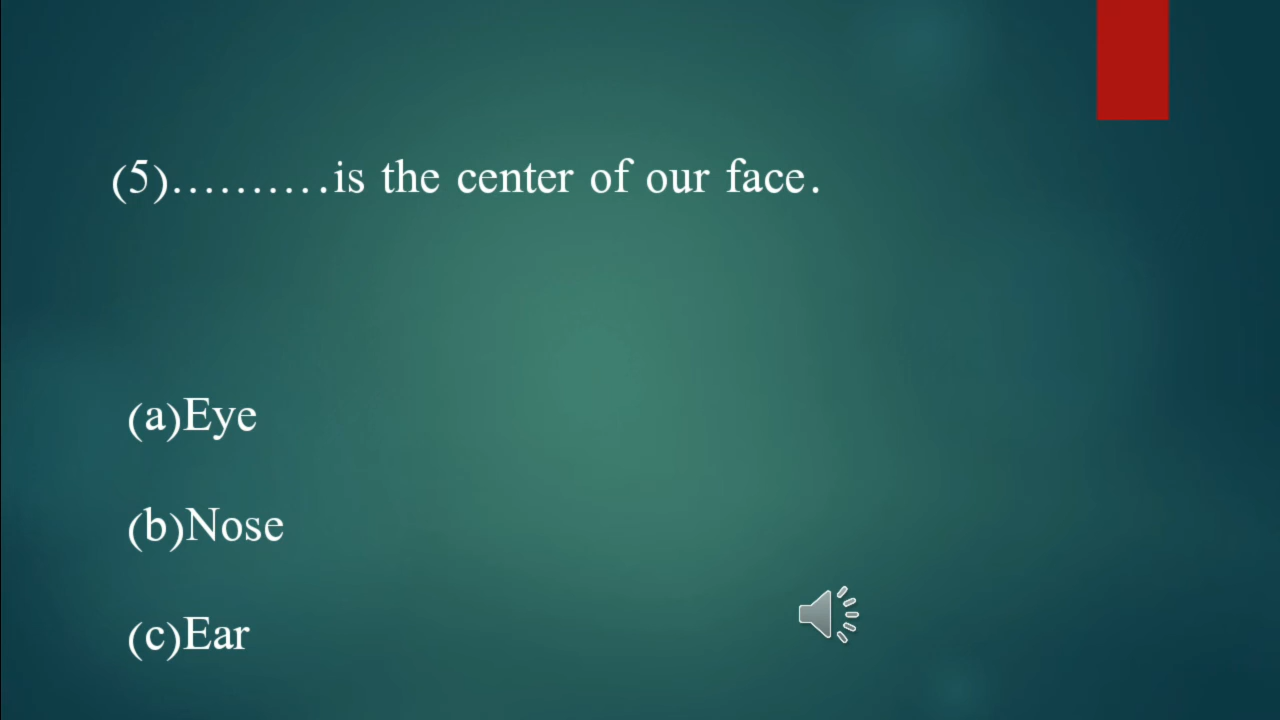 (5)..........is the center of our face.
(a)Eye
(b)Nose
(c)Ear